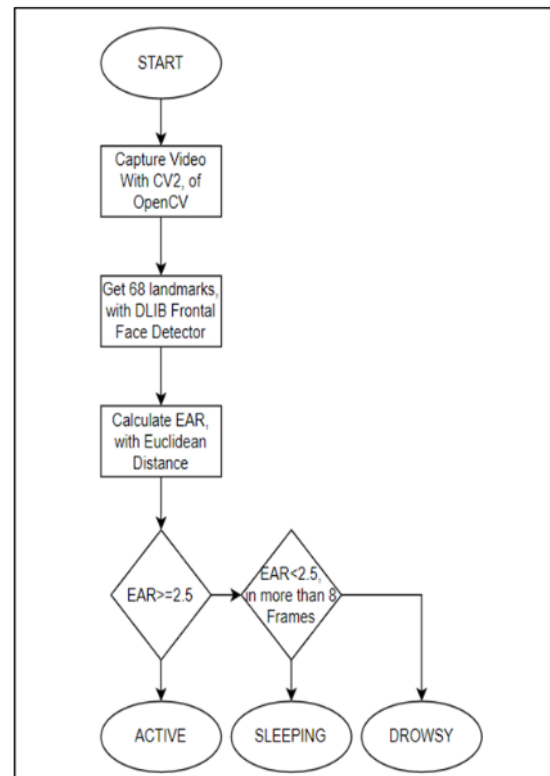 START
Capture Video
With CV2, of
OpenCV
Get 68 landmarks,
with DLIB Frontal
Face Detector
Calculate EAR,
with Euclidean
Distance
EAR>=2.5
EAR<2.5,
in more than 8
Frames
ACTIVE
SLEEPING
DROWSY